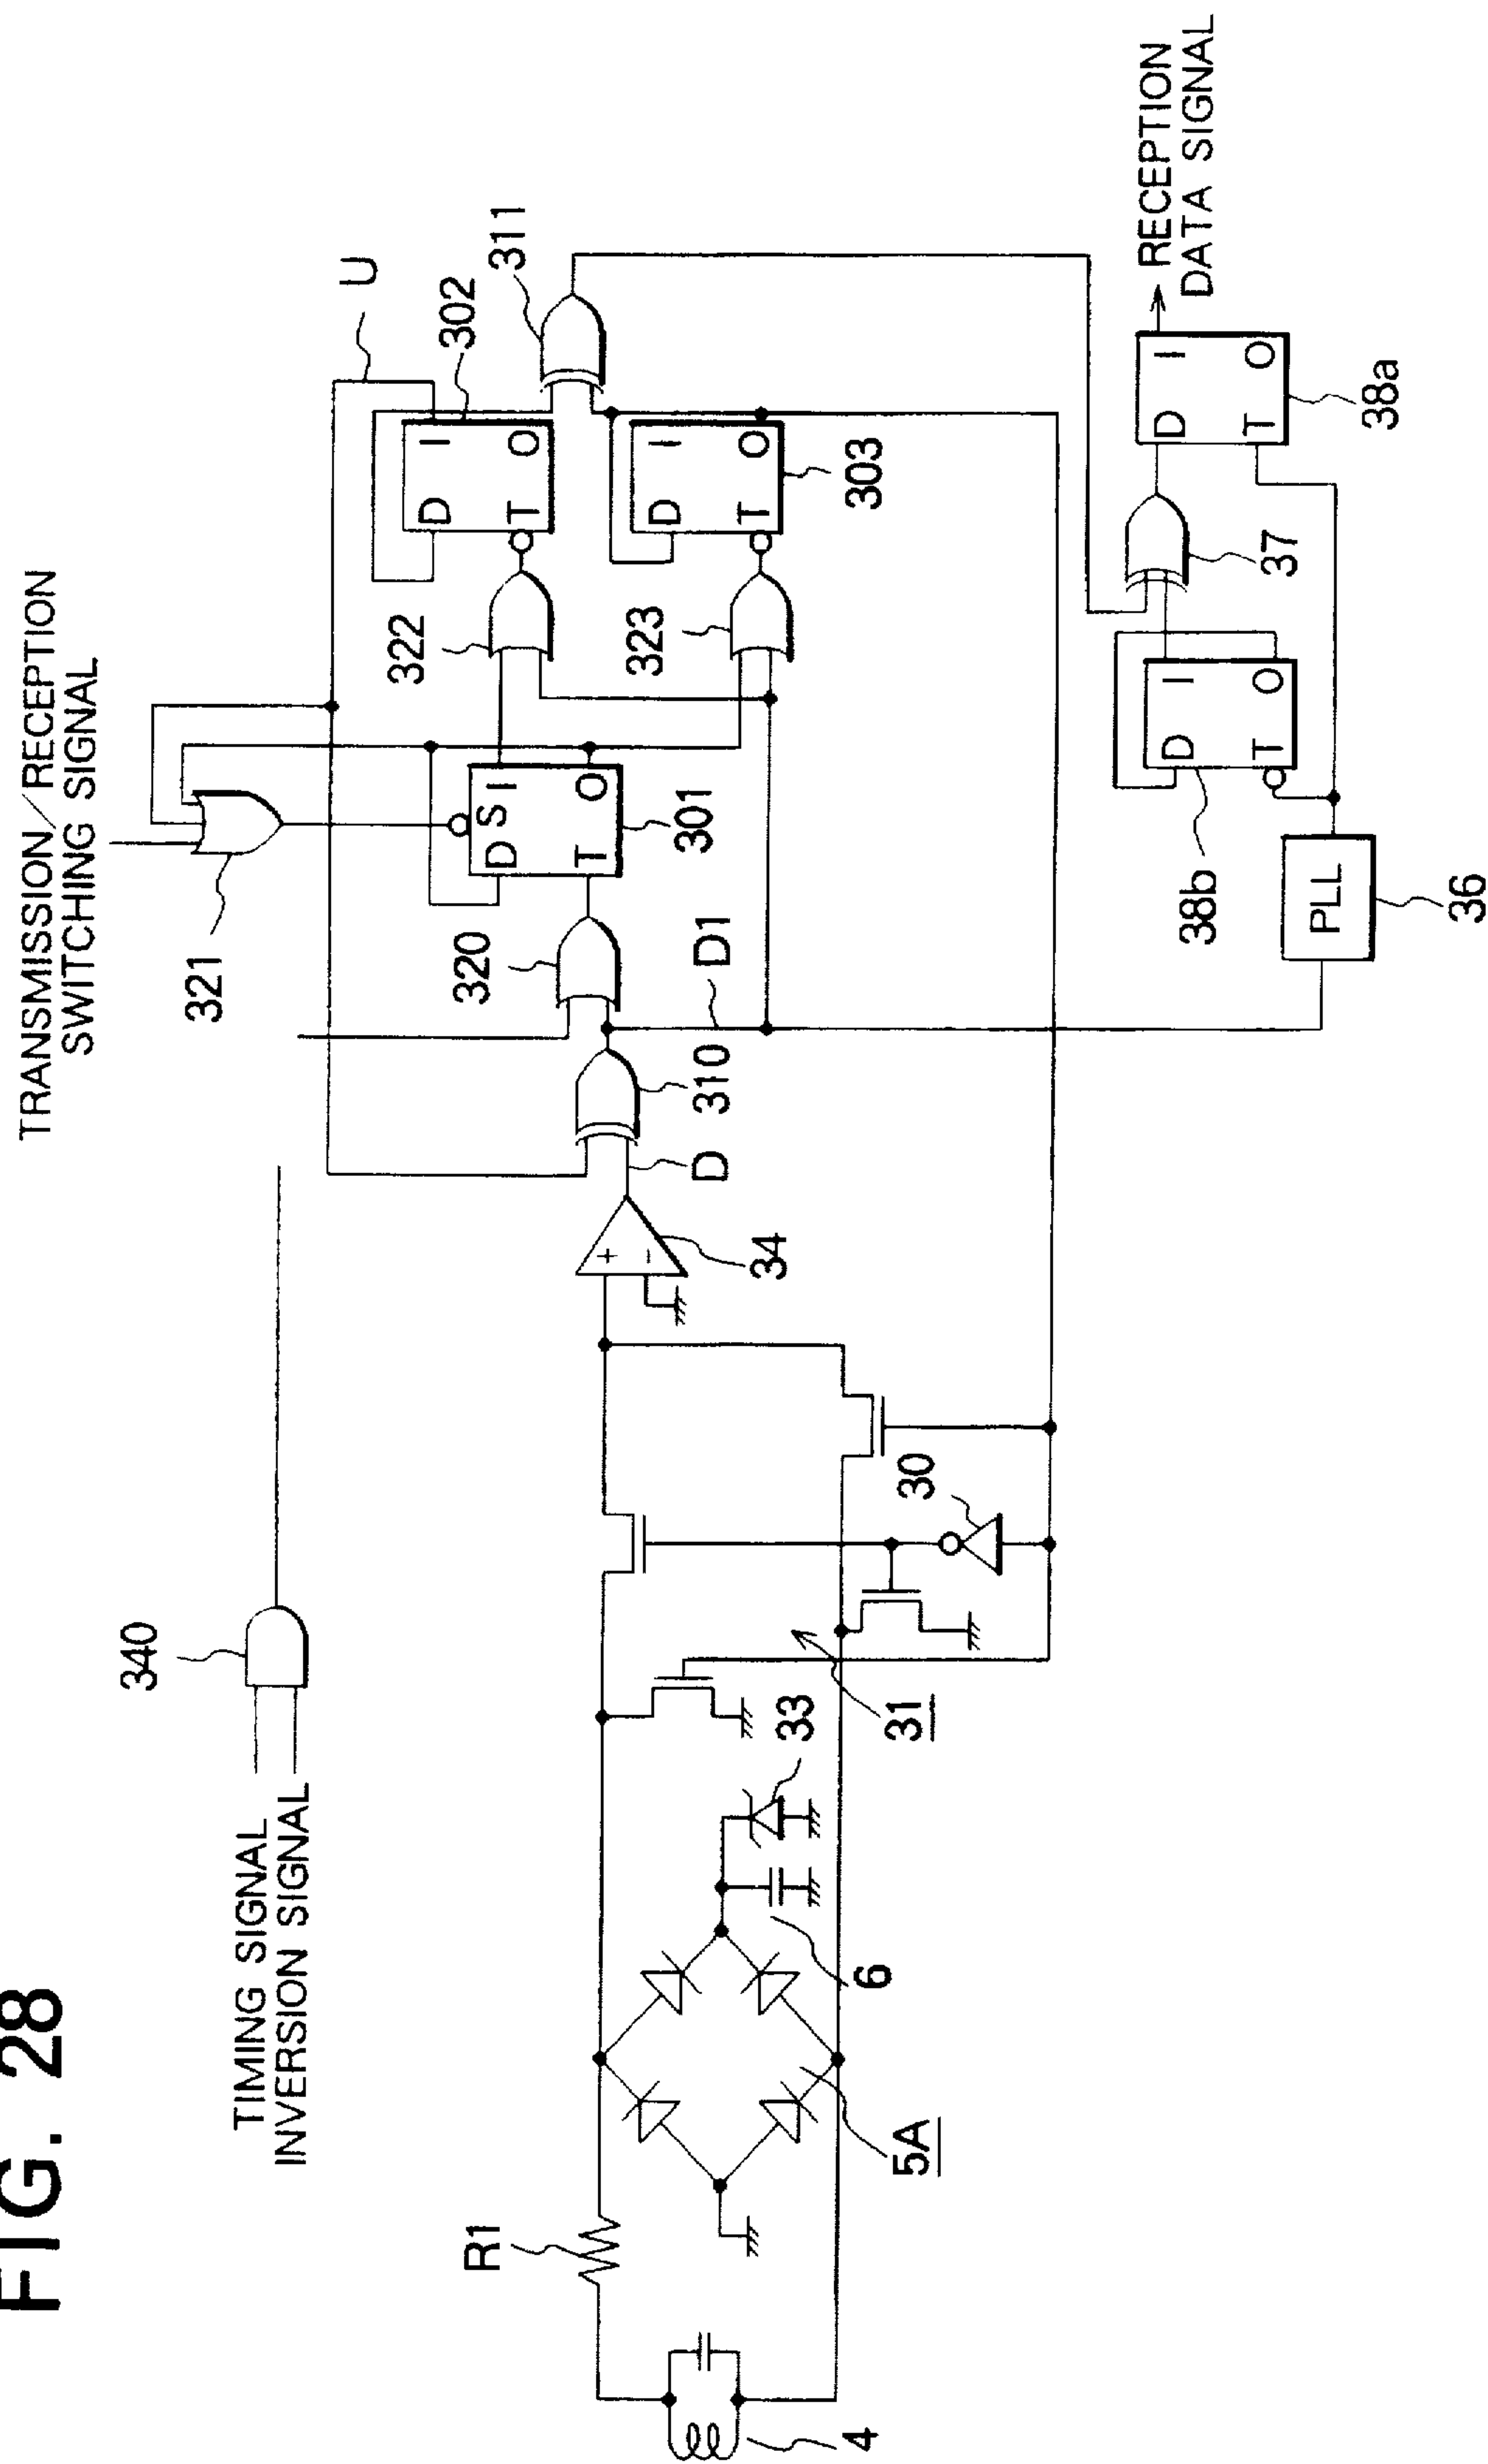 FIG. 28
TRANSMISSION/RECEPTION
SWITCHING SIGNAL
TIMING SIGNAL
INVERSION SIGNAL
340
321
U
302
311
I
D
O
T
322
323
I
D
O
T
303
S
I
D
O
T
301
320
D1
310
D
+
−
34
30
31
33
6
5A
R1
4
RECEPTION
DATA SIGNAL
I
D
O
T
38a
37
I
D
O
T
38b
PLL
36